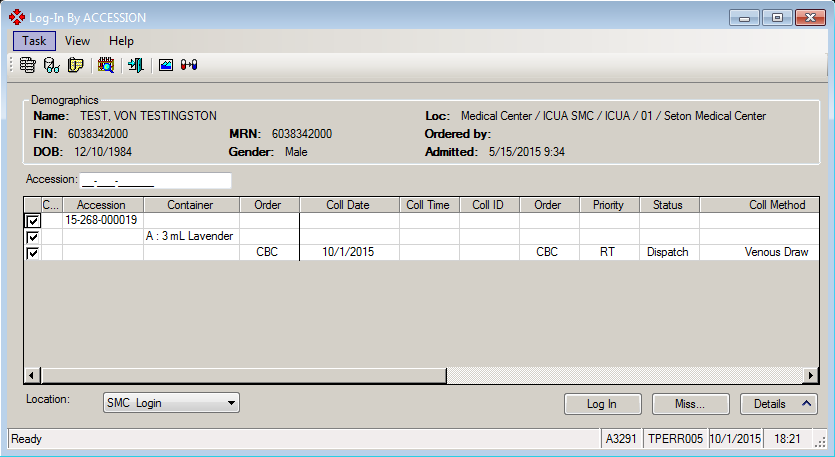 Log-In By ACCESSION
Task View Help
Demographics
Name: TEST, VON TESTINGSTON Loc: Medical Center / ICUA SMC / ICUA / 01 / Seton Medical Center
FIN: 6038342000 MRN: 6038342000 Ordered by:
DOB: 12/10/1984 Gender: Male Admitted: 5/15/2015 9:34
Accession: __-___-______
C... Accession Container Order Coll Date Coll Time Coll ID Order Priority Status Coll Method
15-268-000019
A : 3 mL Lavender
CBC 10/1/2015 CBC RT Dispatch Venous Draw
Location: SMC Login Log In Miss... Details
Ready A3291 TPERR005 10/1/2015 18:21